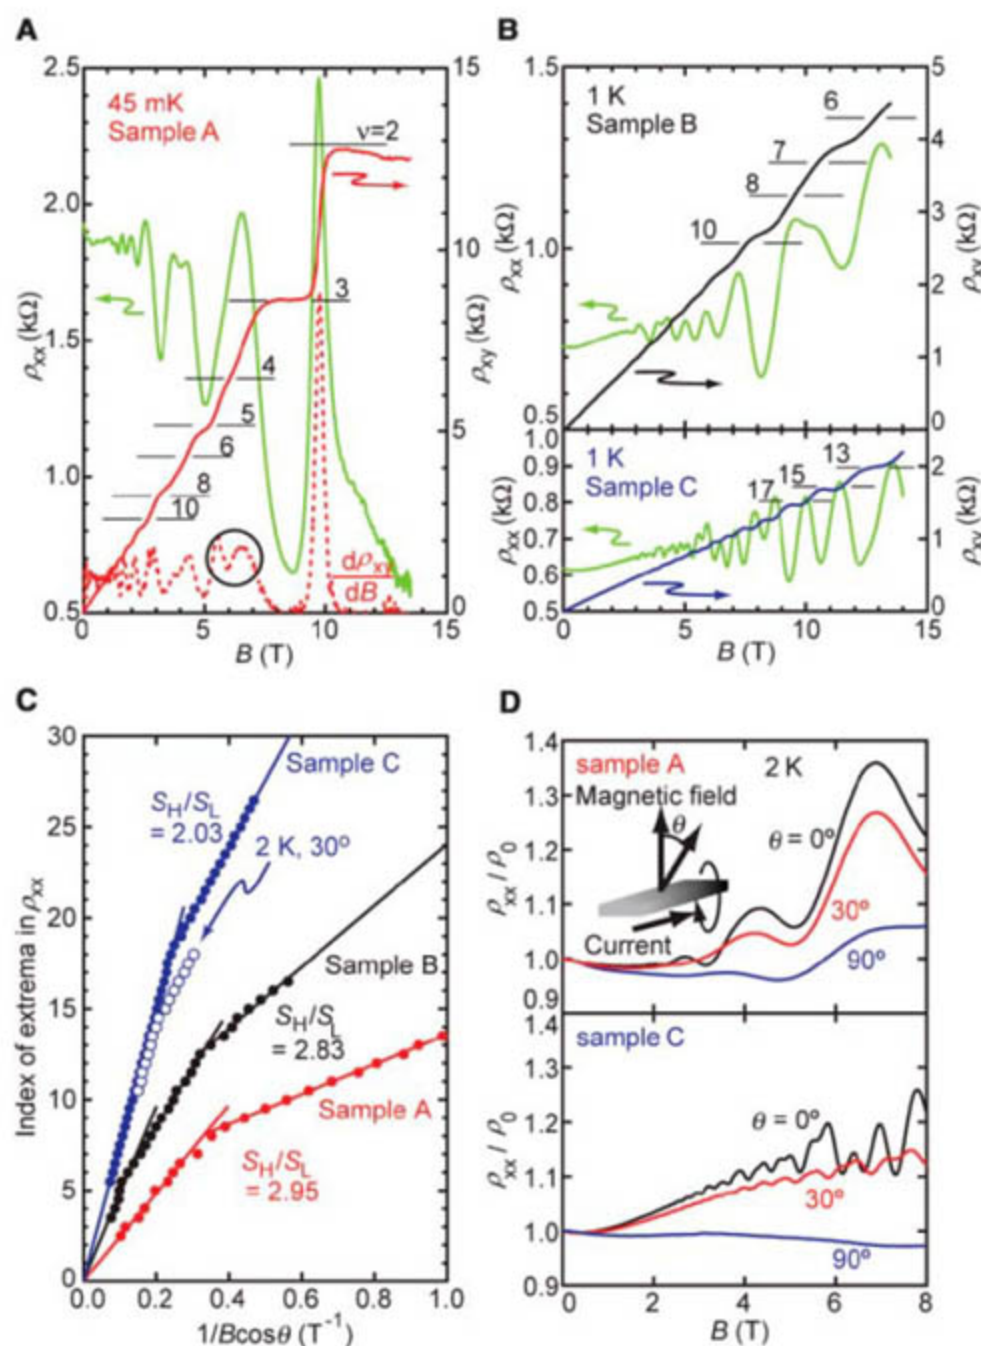 A
2.5
2.0
1.5
1.0
0.5
ρxx (kΩ)
45 mK
Sample A
ν=2
3
4
5
6
8
10
dρxy
dB
15
10
5
0
ρxy (kΩ)
0 5 10 15
B (T)
B
1.5
1.0
0.5
ρxx (kΩ)
1 K
Sample B
6
7
8
10
5
4
3
2
1
0
ρxy (kΩ)
1.0
0.9
0.8
0.7
0.6
0.5
ρxx (kΩ)
1 K
Sample C
13
15
17
2
1
0
ρxy (kΩ)
0 5 10 15
B (T)
C
30
25
20
15
10
5
0
Index of extrema in ρxx
Sample C
SH/SL
= 2.03
2 K, 30º
Sample B
SH/SL
= 2.83
Sample A
SH/SL
= 2.95
0.0 0.2 0.4 0.6 0.8 1.0
1/Bcosθ (T⁻¹)
D
1.4
1.3
1.2
1.1
1.0
0.9
ρxx / ρ0
sample A
2 K
Magnetic field
θ
θ = 0º
30º
Current
90º
1.4
1.3
1.2
1.1
1.0
0.9
ρxx / ρ0
sample C
θ = 0º
30º
90º
0 2 4 6 8
B (T)